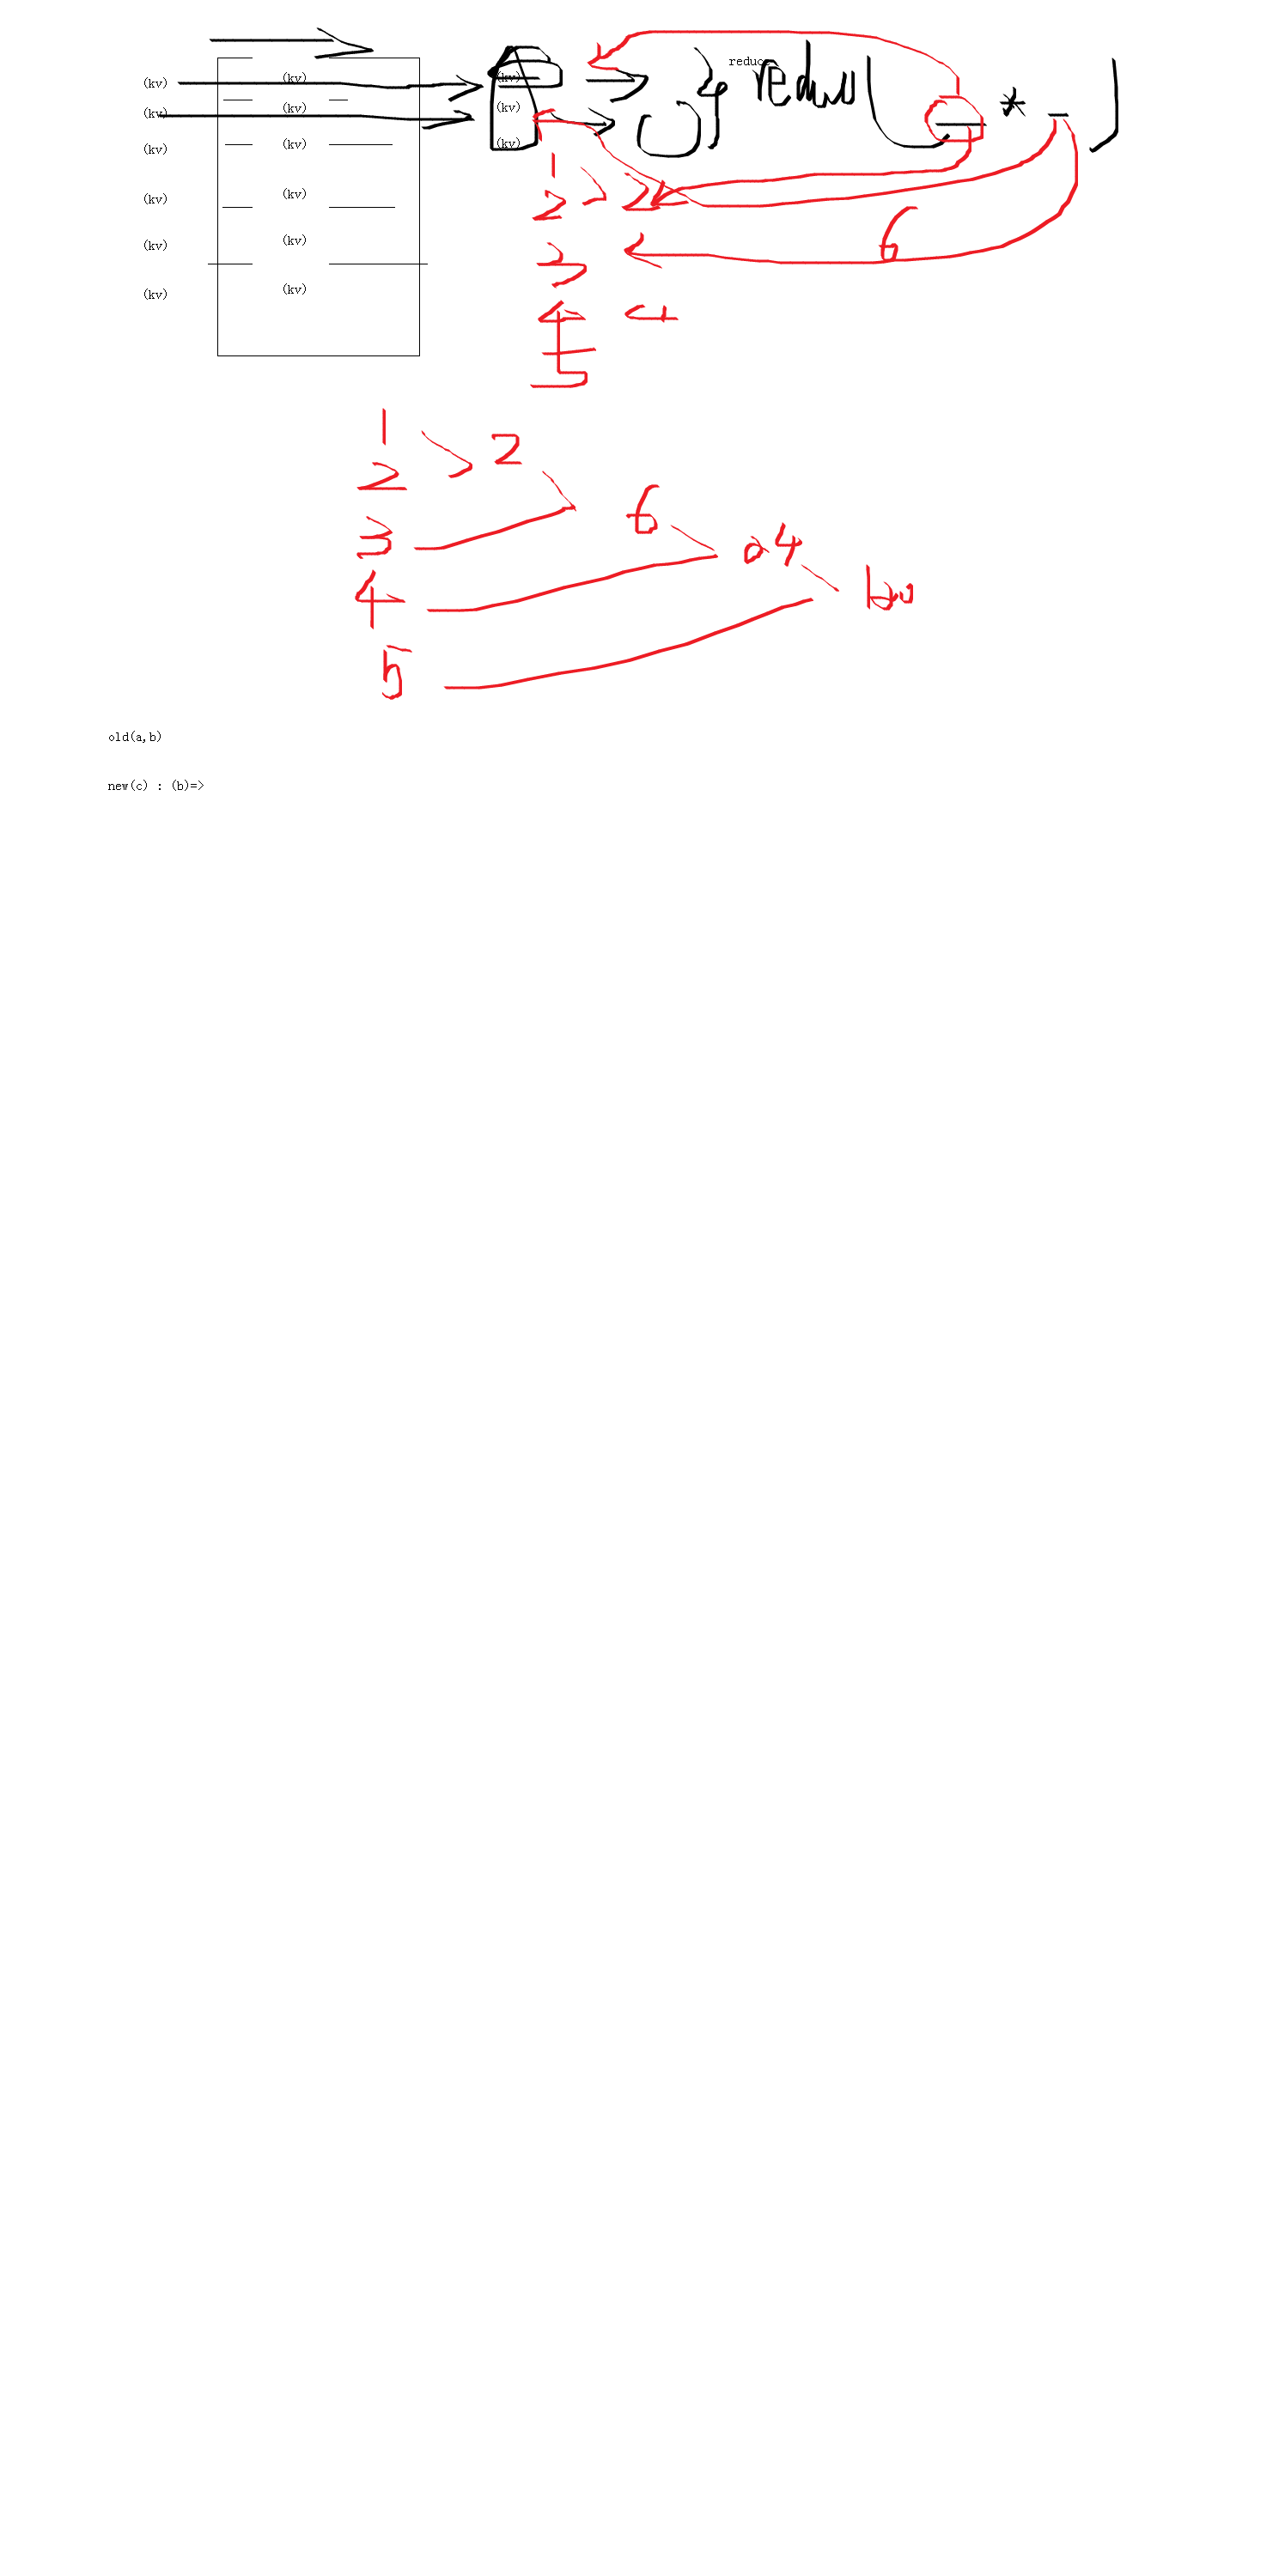 reduce
(kv) (kv) (kv) reduce( _ * _ )
(kv) (kv) (kv)
(kv) (kv) (kv)
(kv) (kv)
(kv) (kv)
(kv) (kv)
1
2 > 2
6
3
4 4
5
1
2 > 2
3 6
4 24
5 120
old(a,b)
new(c) : (b)=>